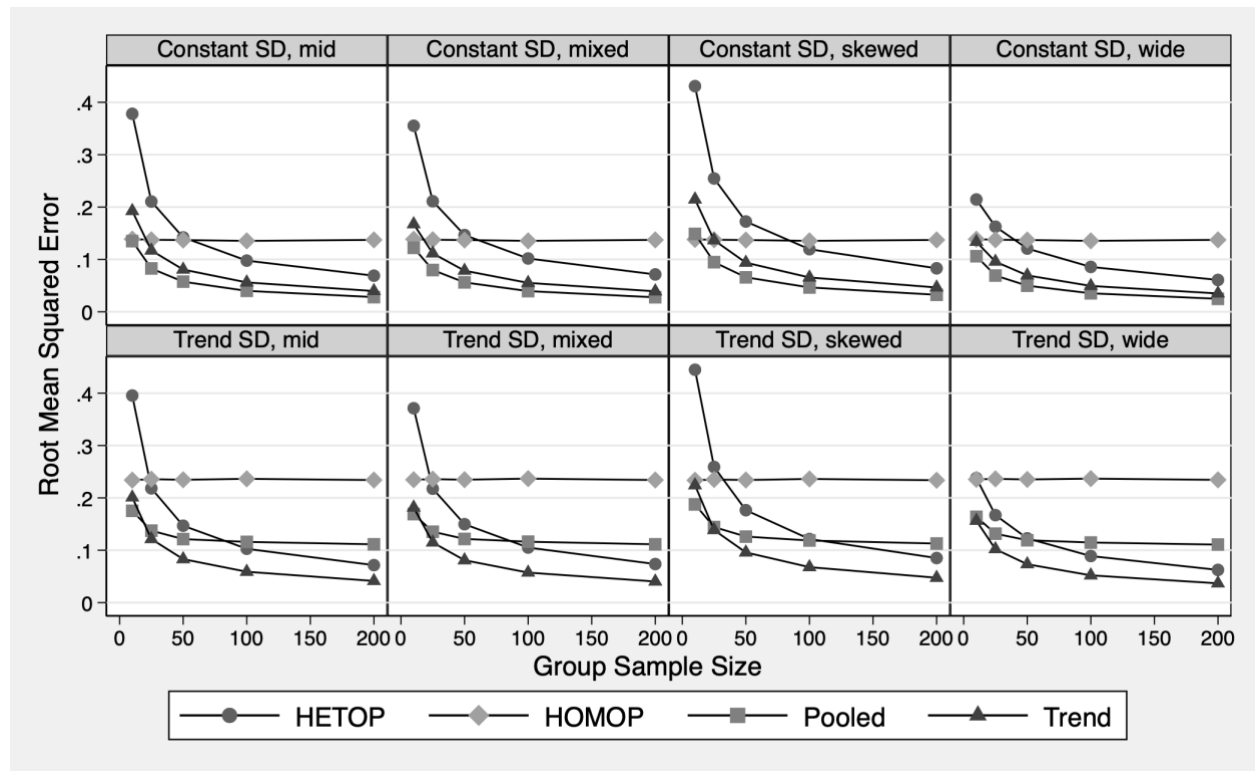 Constant SD, mid Constant SD, mixed Constant SD, skewed Constant SD, wide
.4
.3
.2
.1
0
Trend SD, mid Trend SD, mixed Trend SD, skewed Trend SD, wide
.4
.3
.2
.1
0
Root Mean Squared Error
0 50 100 150 200 0 50 100 150 200 0 50 100 150 200 0 50 100 150 200
Group Sample Size
HETOP HOMOP Pooled Trend